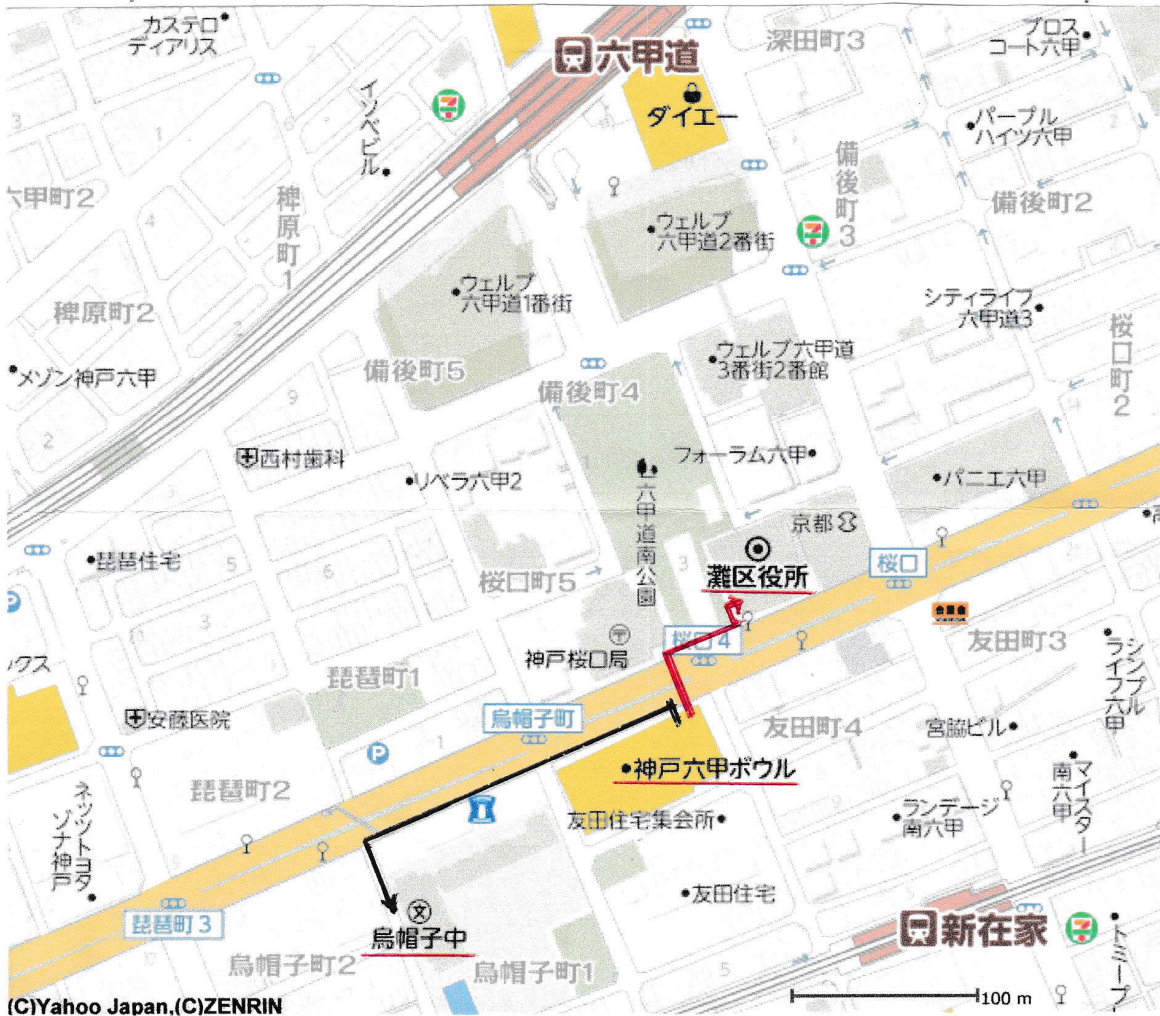 カステロ
ディアリス
六甲道
深田町3
ブロス
コート六甲
イソベビル
ダイエー
パープル
ハイツ六甲
六甲町2
稗原町1
備後町3
備後町2
ウェルブ
六甲道2番街
ウェルブ
六甲道1番街
稗原町2
シティライフ
六甲道3
桜口町2
メゾン神戸六甲
備後町5
備後町4
ウェルブ六甲道
3番街2番館
西村歯科
リベラ六甲2
六甲道南公園
フォーラム六甲
パニエ六甲
京都
琵琶住宅
桜口町5
灘区役所
桜口
神戸桜口局
桜口4
友田町3
シンプル
ライフ六甲
琵琶町1
安藤医院
烏帽子町
友田町4
宮脇ビル
神戸六甲ボウル
マイスター
南六甲
琵琶町2
ネッツトヨタ
ゾナ神戸
友田住宅集会所
ランデージ
南六甲
友田住宅
琵琶町3
烏帽子中
新在家
烏帽子町2
烏帽子町1
(C)Yahoo Japan,(C)ZENRIN
100 m